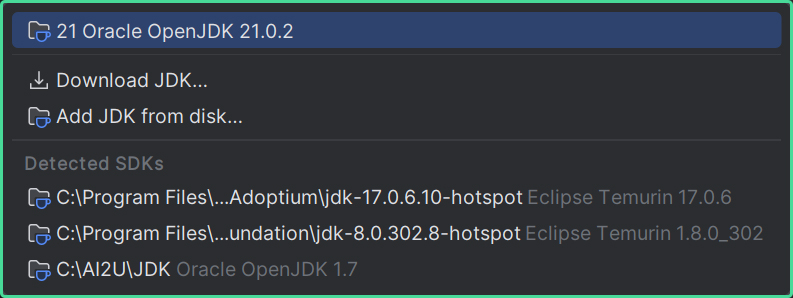 21 Oracle OpenJDK 21.0.2
Download JDK...
Add JDK from disk...
Detected SDKs
C:\Program Files\...Adoptium\jdk-17.0.6.10-hotspot Eclipse Temurin 17.0.6
C:\Program Files\...undation\jdk-8.0.302.8-hotspot Eclipse Temurin 1.8.0_302
C:\AI2U\JDK Oracle OpenJDK 1.7